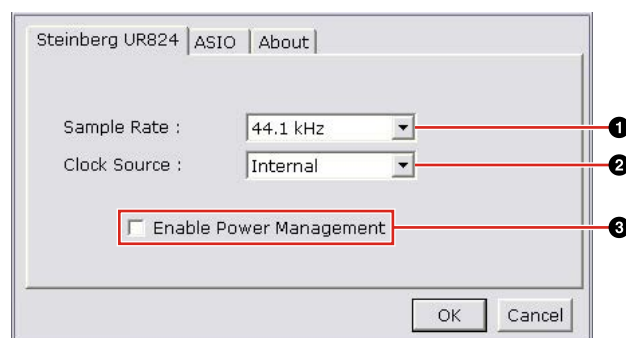 Steinberg UR824 ASIO About
Sample Rate : 44.1 kHz 1
Clock Source : Internal 2
Enable Power Management 3
OK Cancel